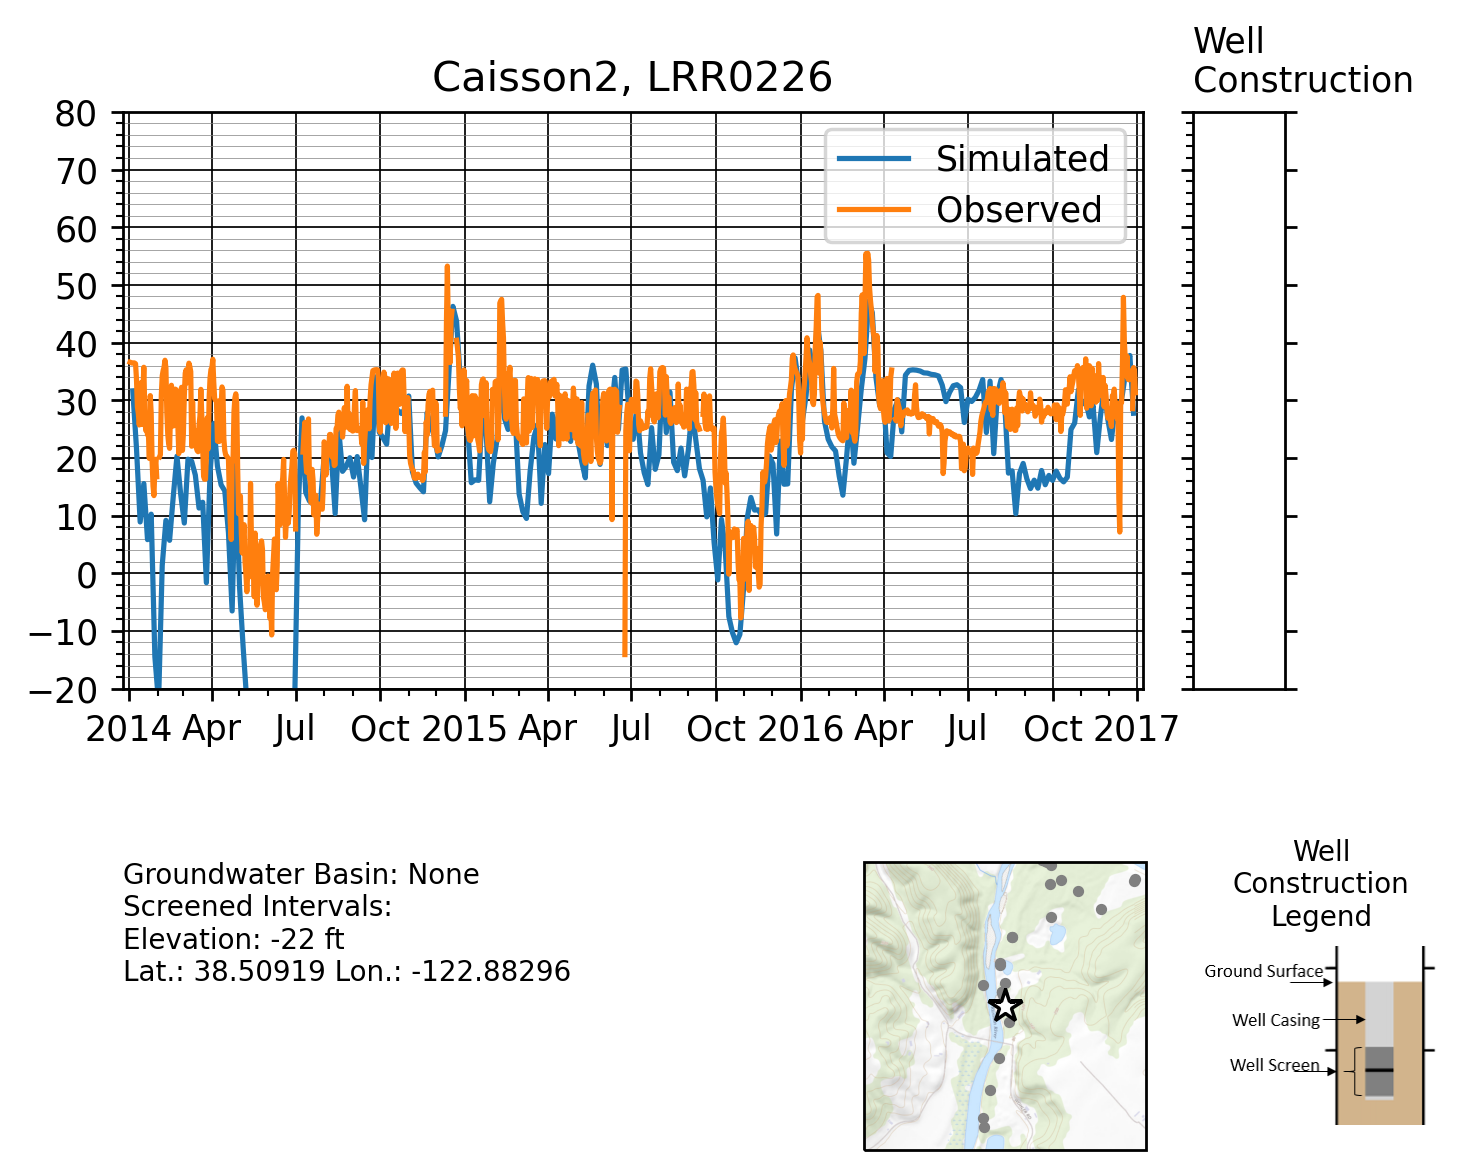 Well
Construction
Caisson2, LRR0226
80
70
60
50
40
30
20
10
0
−10
−20
Simulated
Observed
2014 Apr Jul Oct 2015 Apr Jul Oct 2016 Apr Jul Oct 2017
Groundwater Basin: None
Screened Intervals:
Elevation: -22 ft
Lat.: 38.50919 Lon.: -122.88296
Well
Construction
Legend
Ground Surface
Well Casing
Well Screen